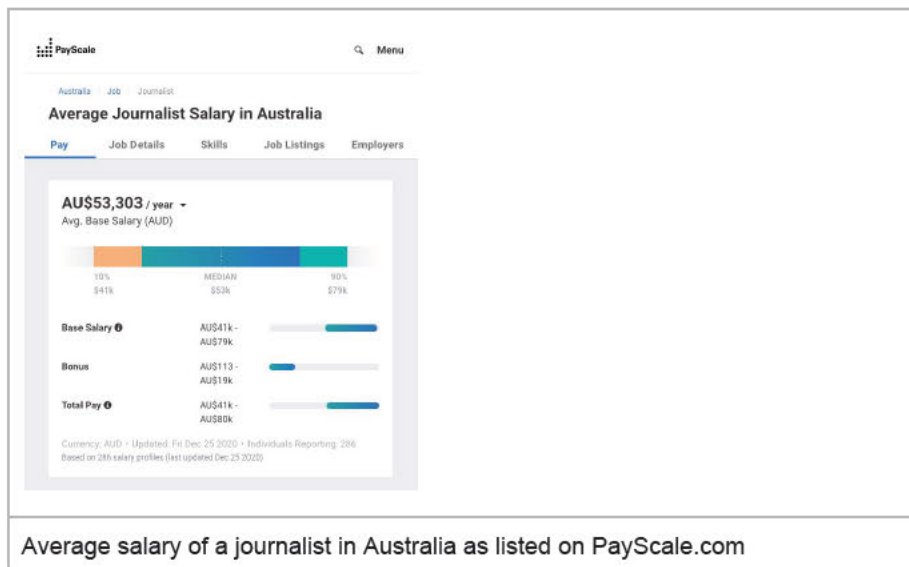 PayScale
Menu
Australia Job Journalist
Average Journalist Salary in Australia
Pay Job Details Skills Job Listings Employers
AU$53,303 / year
Avg. Base Salary (AUD)
10% MEDIAN 90%
$41k $53k $79k
Base Salary AU$41k -
AU$79k
Bonus AU$113 -
AU$19k
Total Pay AU$41k -
AU$80k
Currency: AUD • Updated: Fri Dec 25 2020 • Individuals Reporting: 286
Based on 286 salary profiles (last updated Dec 25 2020)
Average salary of a journalist in Australia as listed on PayScale.com